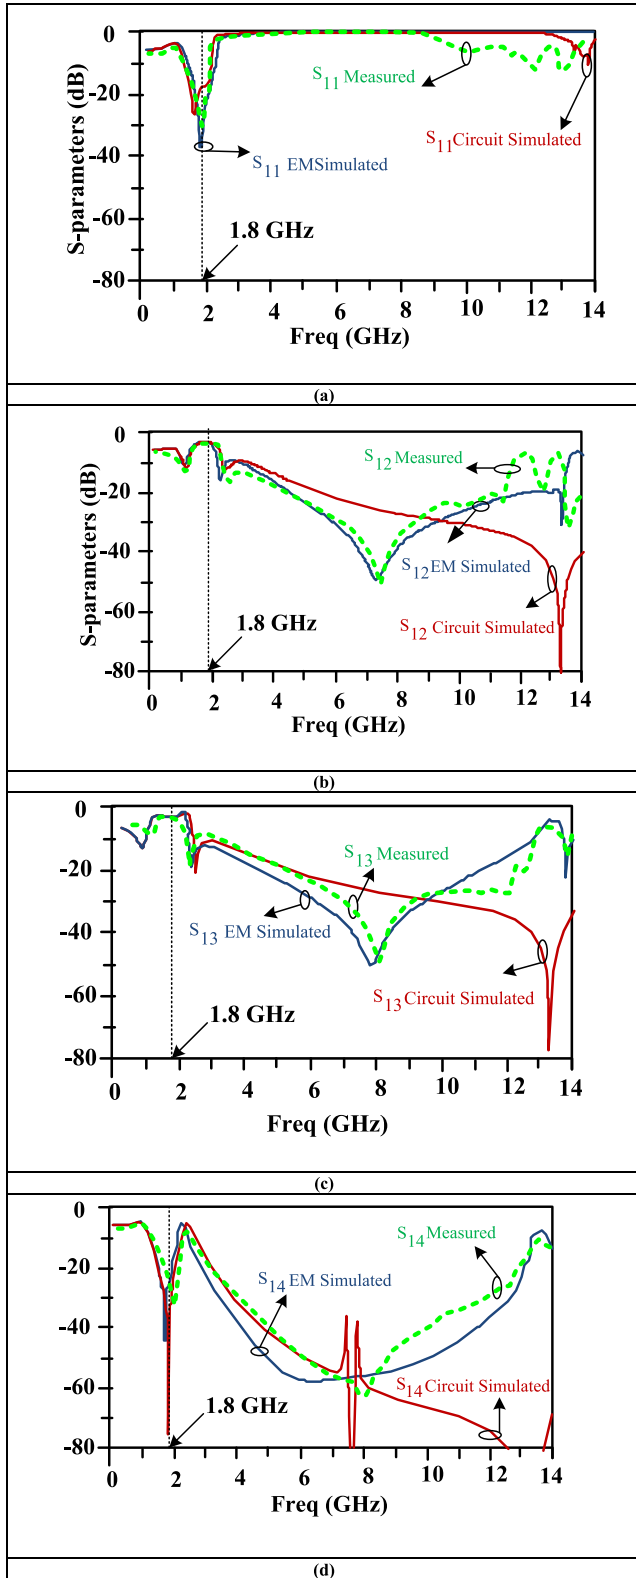 0
-20
-40
-60
-80
S-parameters (dB)
S11 Measured
S11 Circuit Simulated
S11 EMSimulated
1.8 GHz
0 2 4 6 8 10 12 14
Freq (GHz)
(a)
0
-20
-40
-60
-80
S-parameters (dB)
S12 Measured
S12 EM Simulated
S12 Circuit Simulated
1.8 GHz
0 2 4 6 8 10 12 14
Freq (GHz)
(b)
0
-20
-40
-60
-80
S13 Measured
S13 EM Simulated
S13 Circuit Simulated
1.8 GHz
0 2 4 6 8 10 12 14
Freq (GHz)
(c)
0
-20
-40
-60
-80
S14 Measured
S14 EM Simulated
S14 Circuit Simulated
1.8 GHz
0 2 4 6 8 10 12 14
Freq (GHz)
(d)